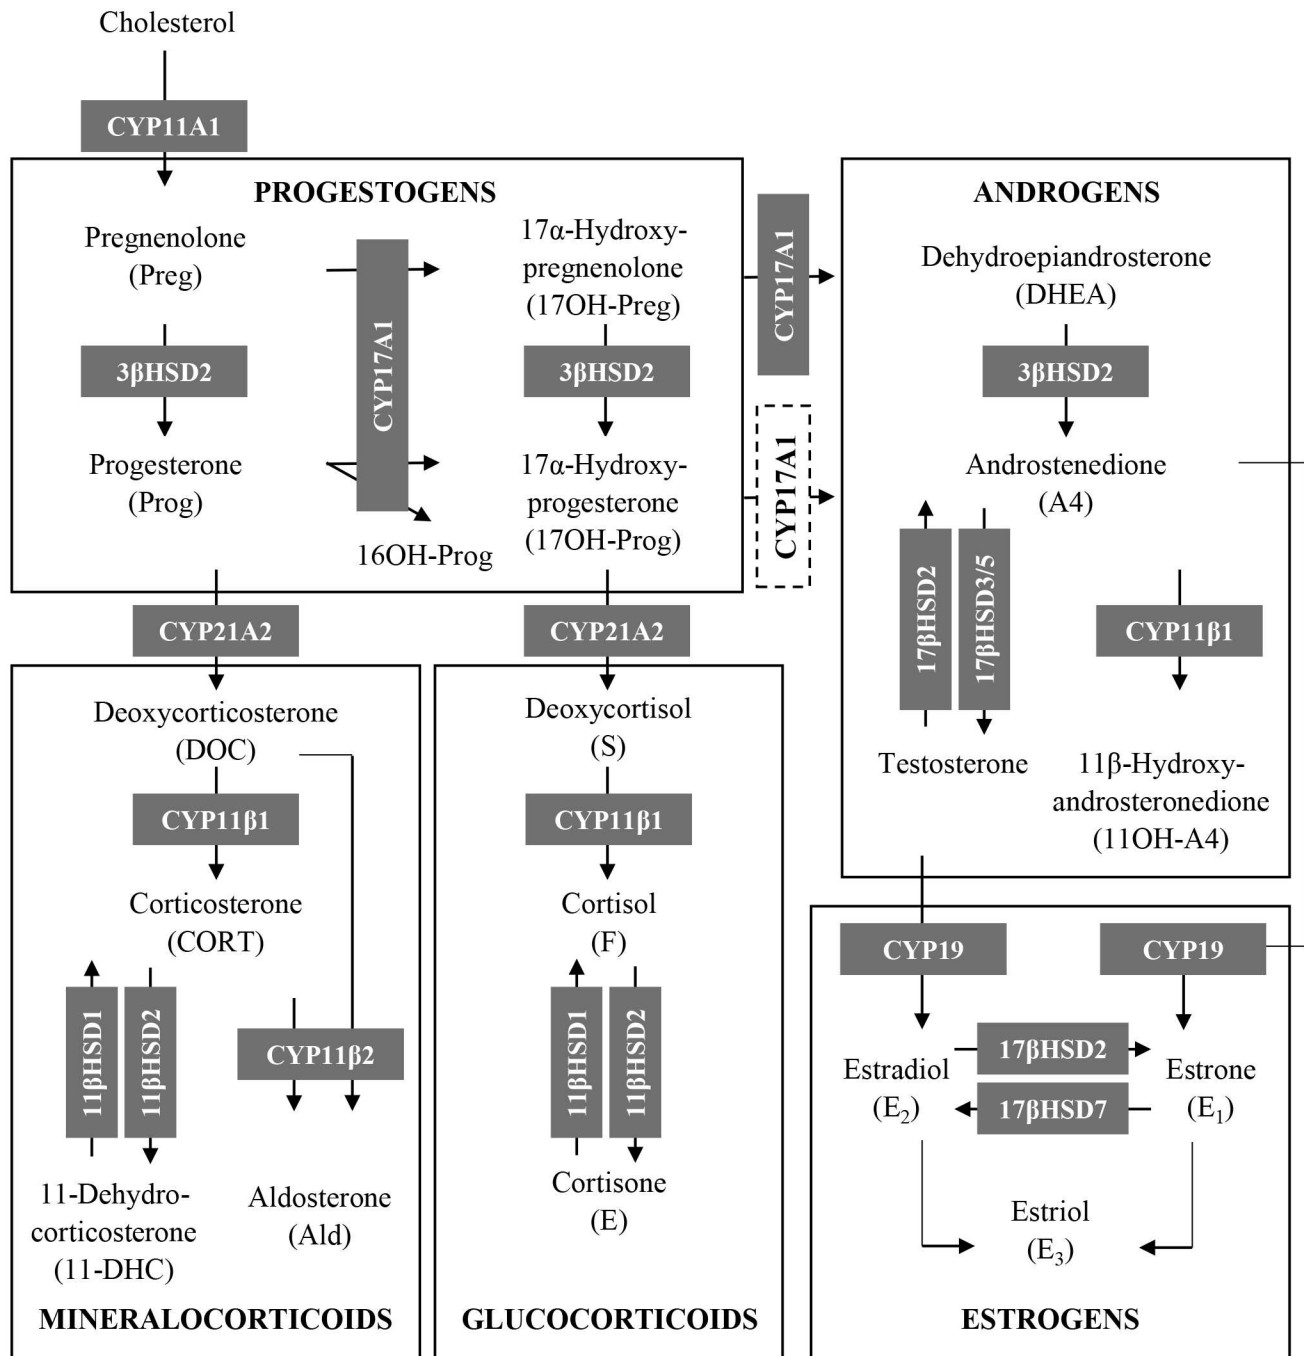 Cholesterol
CYP11A1
PROGESTOGENS
Pregnenolone
(Preg)
CYP17A1
17α-Hydroxy-
pregnenolone
(17OH-Preg)
3βHSD2
3βHSD2
Progesterone
(Prog)
17α-Hydroxy-
progesterone
(17OH-Prog)
16OH-Prog
CYP17A1
CYP17A1
ANDROGENS
Dehydroepiandrosterone
(DHEA)
3βHSD2
Androstenedione
(A4)
17βHSD2
17βHSD3/5
CYP11β1
Testosterone
11β-Hydroxy-
androsteronedione
(11OH-A4)
CYP21A2
CYP21A2
Deoxycorticosterone
(DOC)
CYP11β1
Corticosterone
(CORT)
11βHSD1
11βHSD2
CYP11β2
11-Dehydro-
corticosterone
(11-DHC)
Aldosterone
(Ald)
MINERALOCORTICOIDS
Deoxycortisol
(S)
CYP11β1
Cortisol
(F)
11βHSD1
11βHSD2
Cortisone
(E)
GLUCOCORTICOIDS
CYP19
CYP19
Estradiol
(E₂)
17βHSD2
17βHSD7
Estrone
(E₁)
Estriol
(E₃)
ESTROGENS